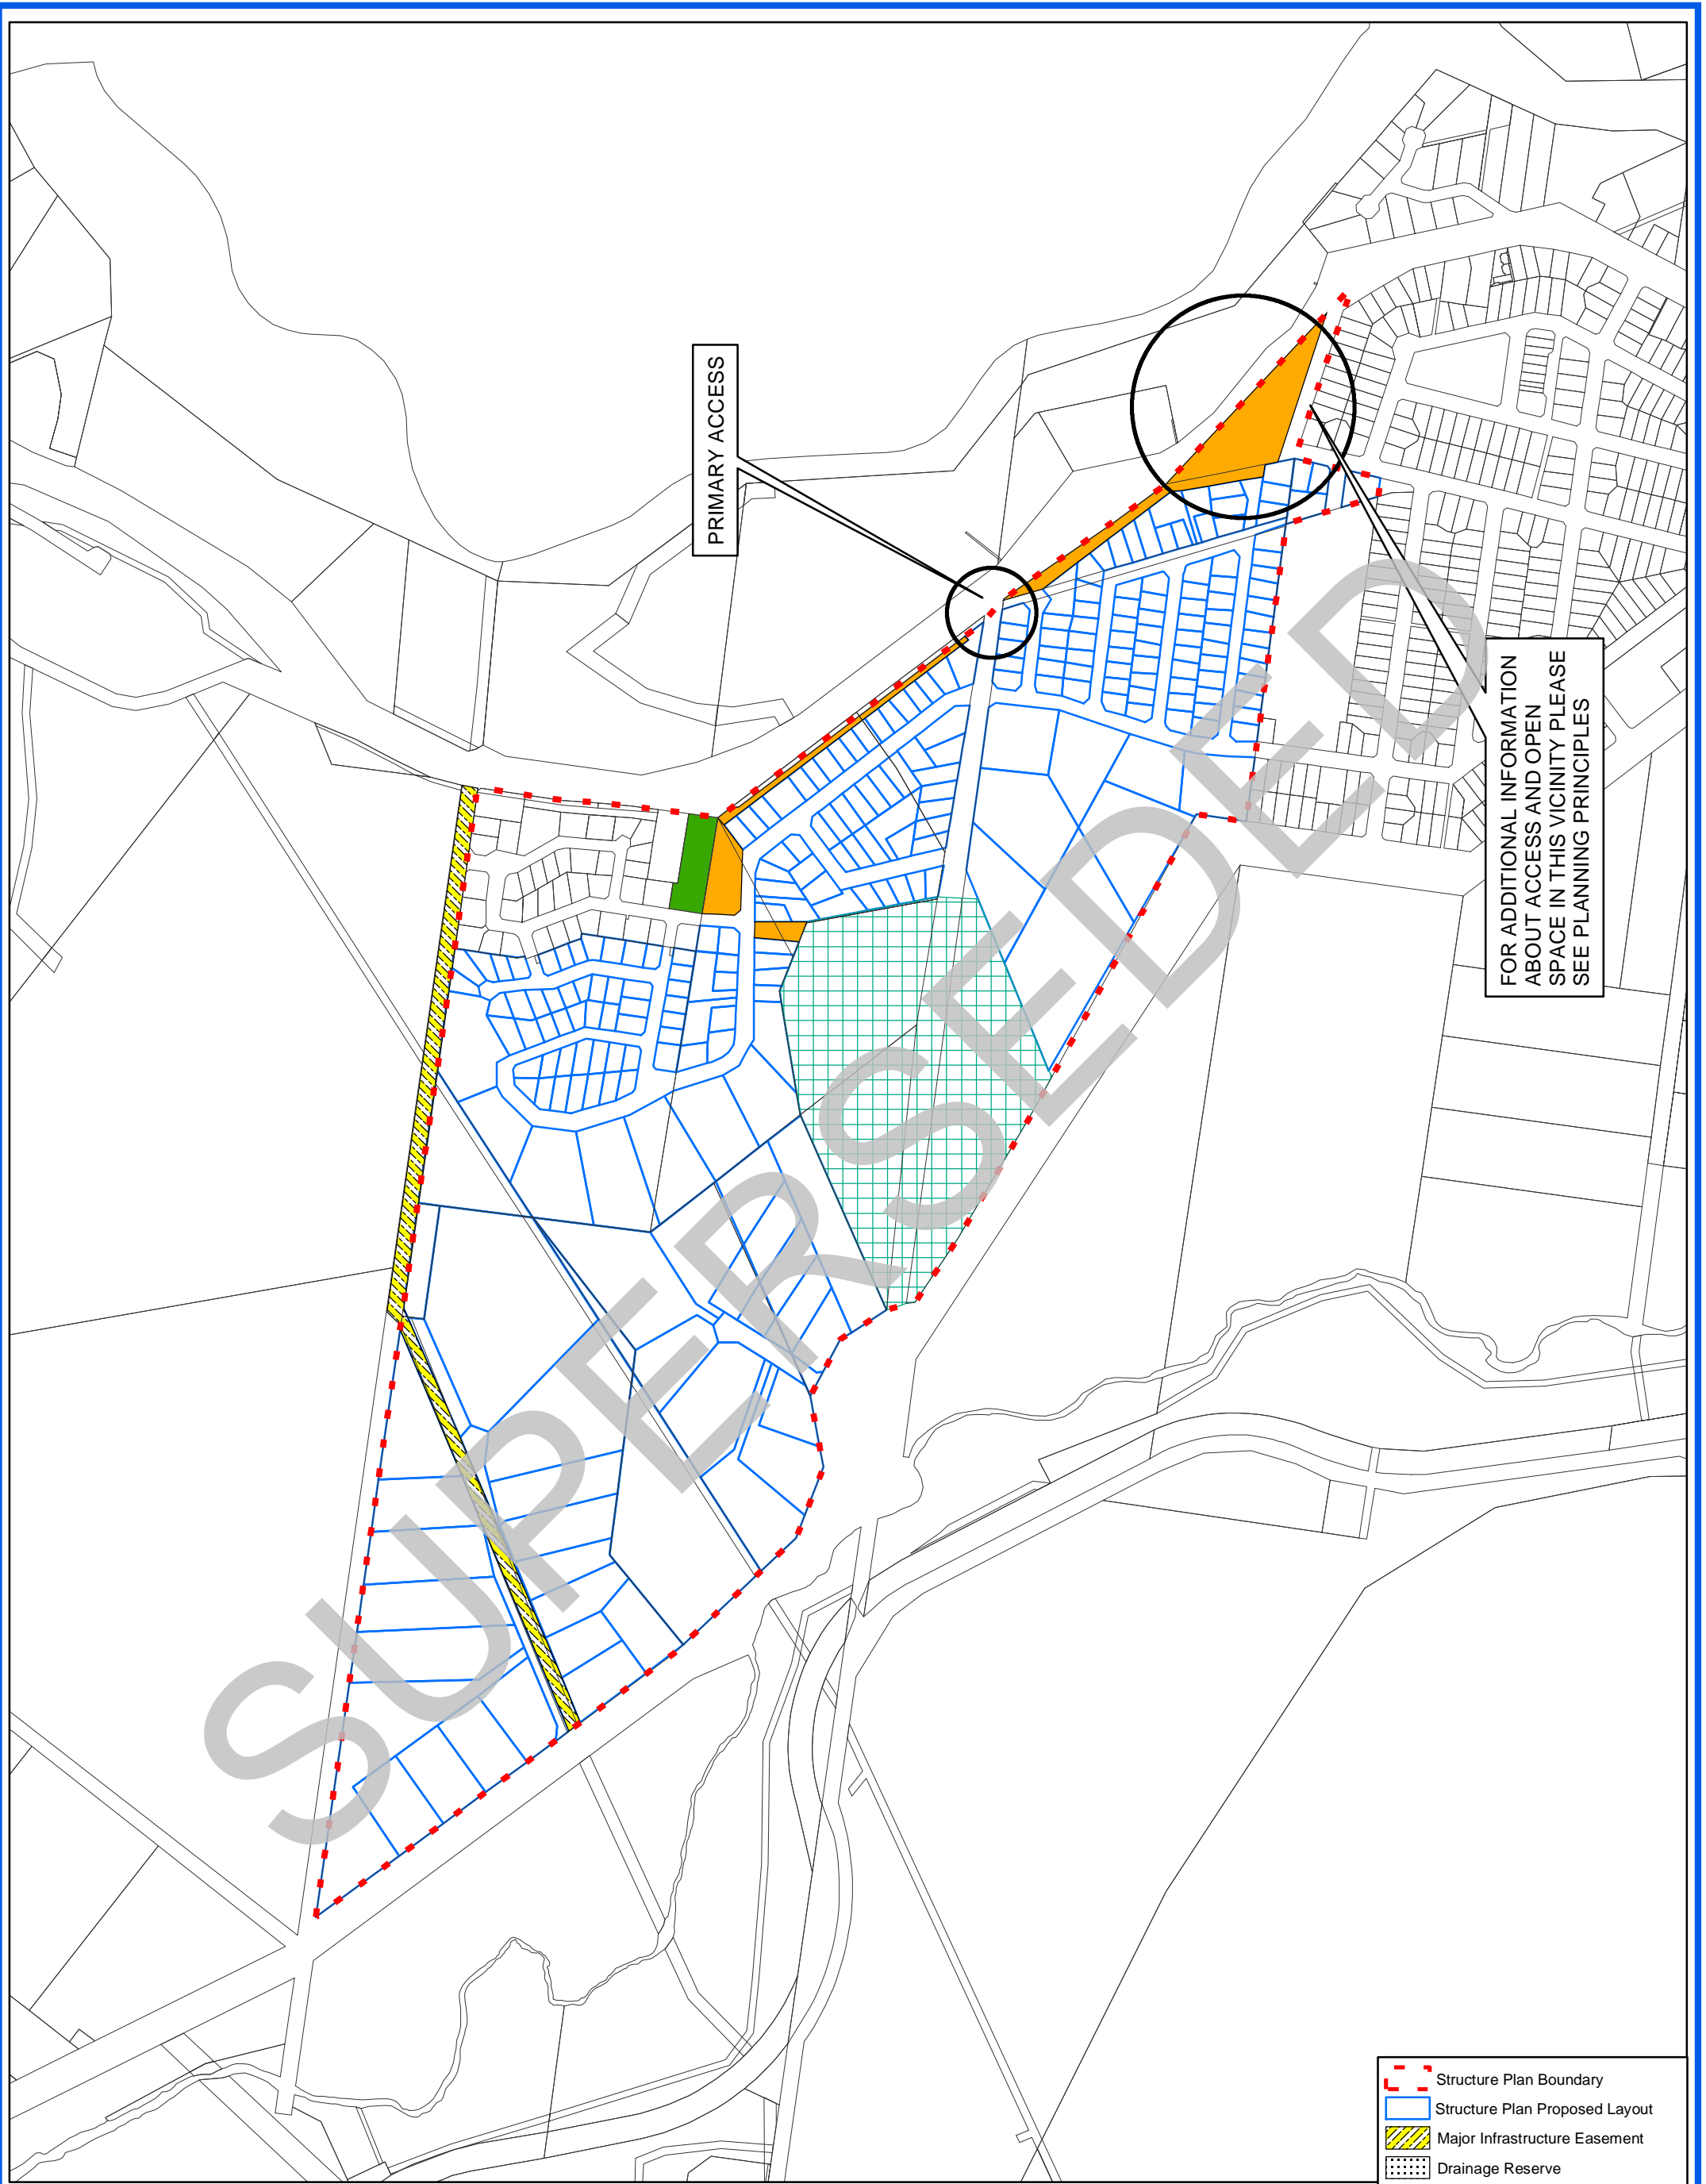 PRIMARY ACCESS
FOR ADDITIONAL INFORMATION
ABOUT ACCESS AND OPEN
SPACE IN THIS VICINITY PLEASE
SEE PLANNING PRINCIPLES
SUPERSEDED
Structure Plan Boundary
Structure Plan Proposed Layout
Major Infrastructure Easement
Drainage Reserve